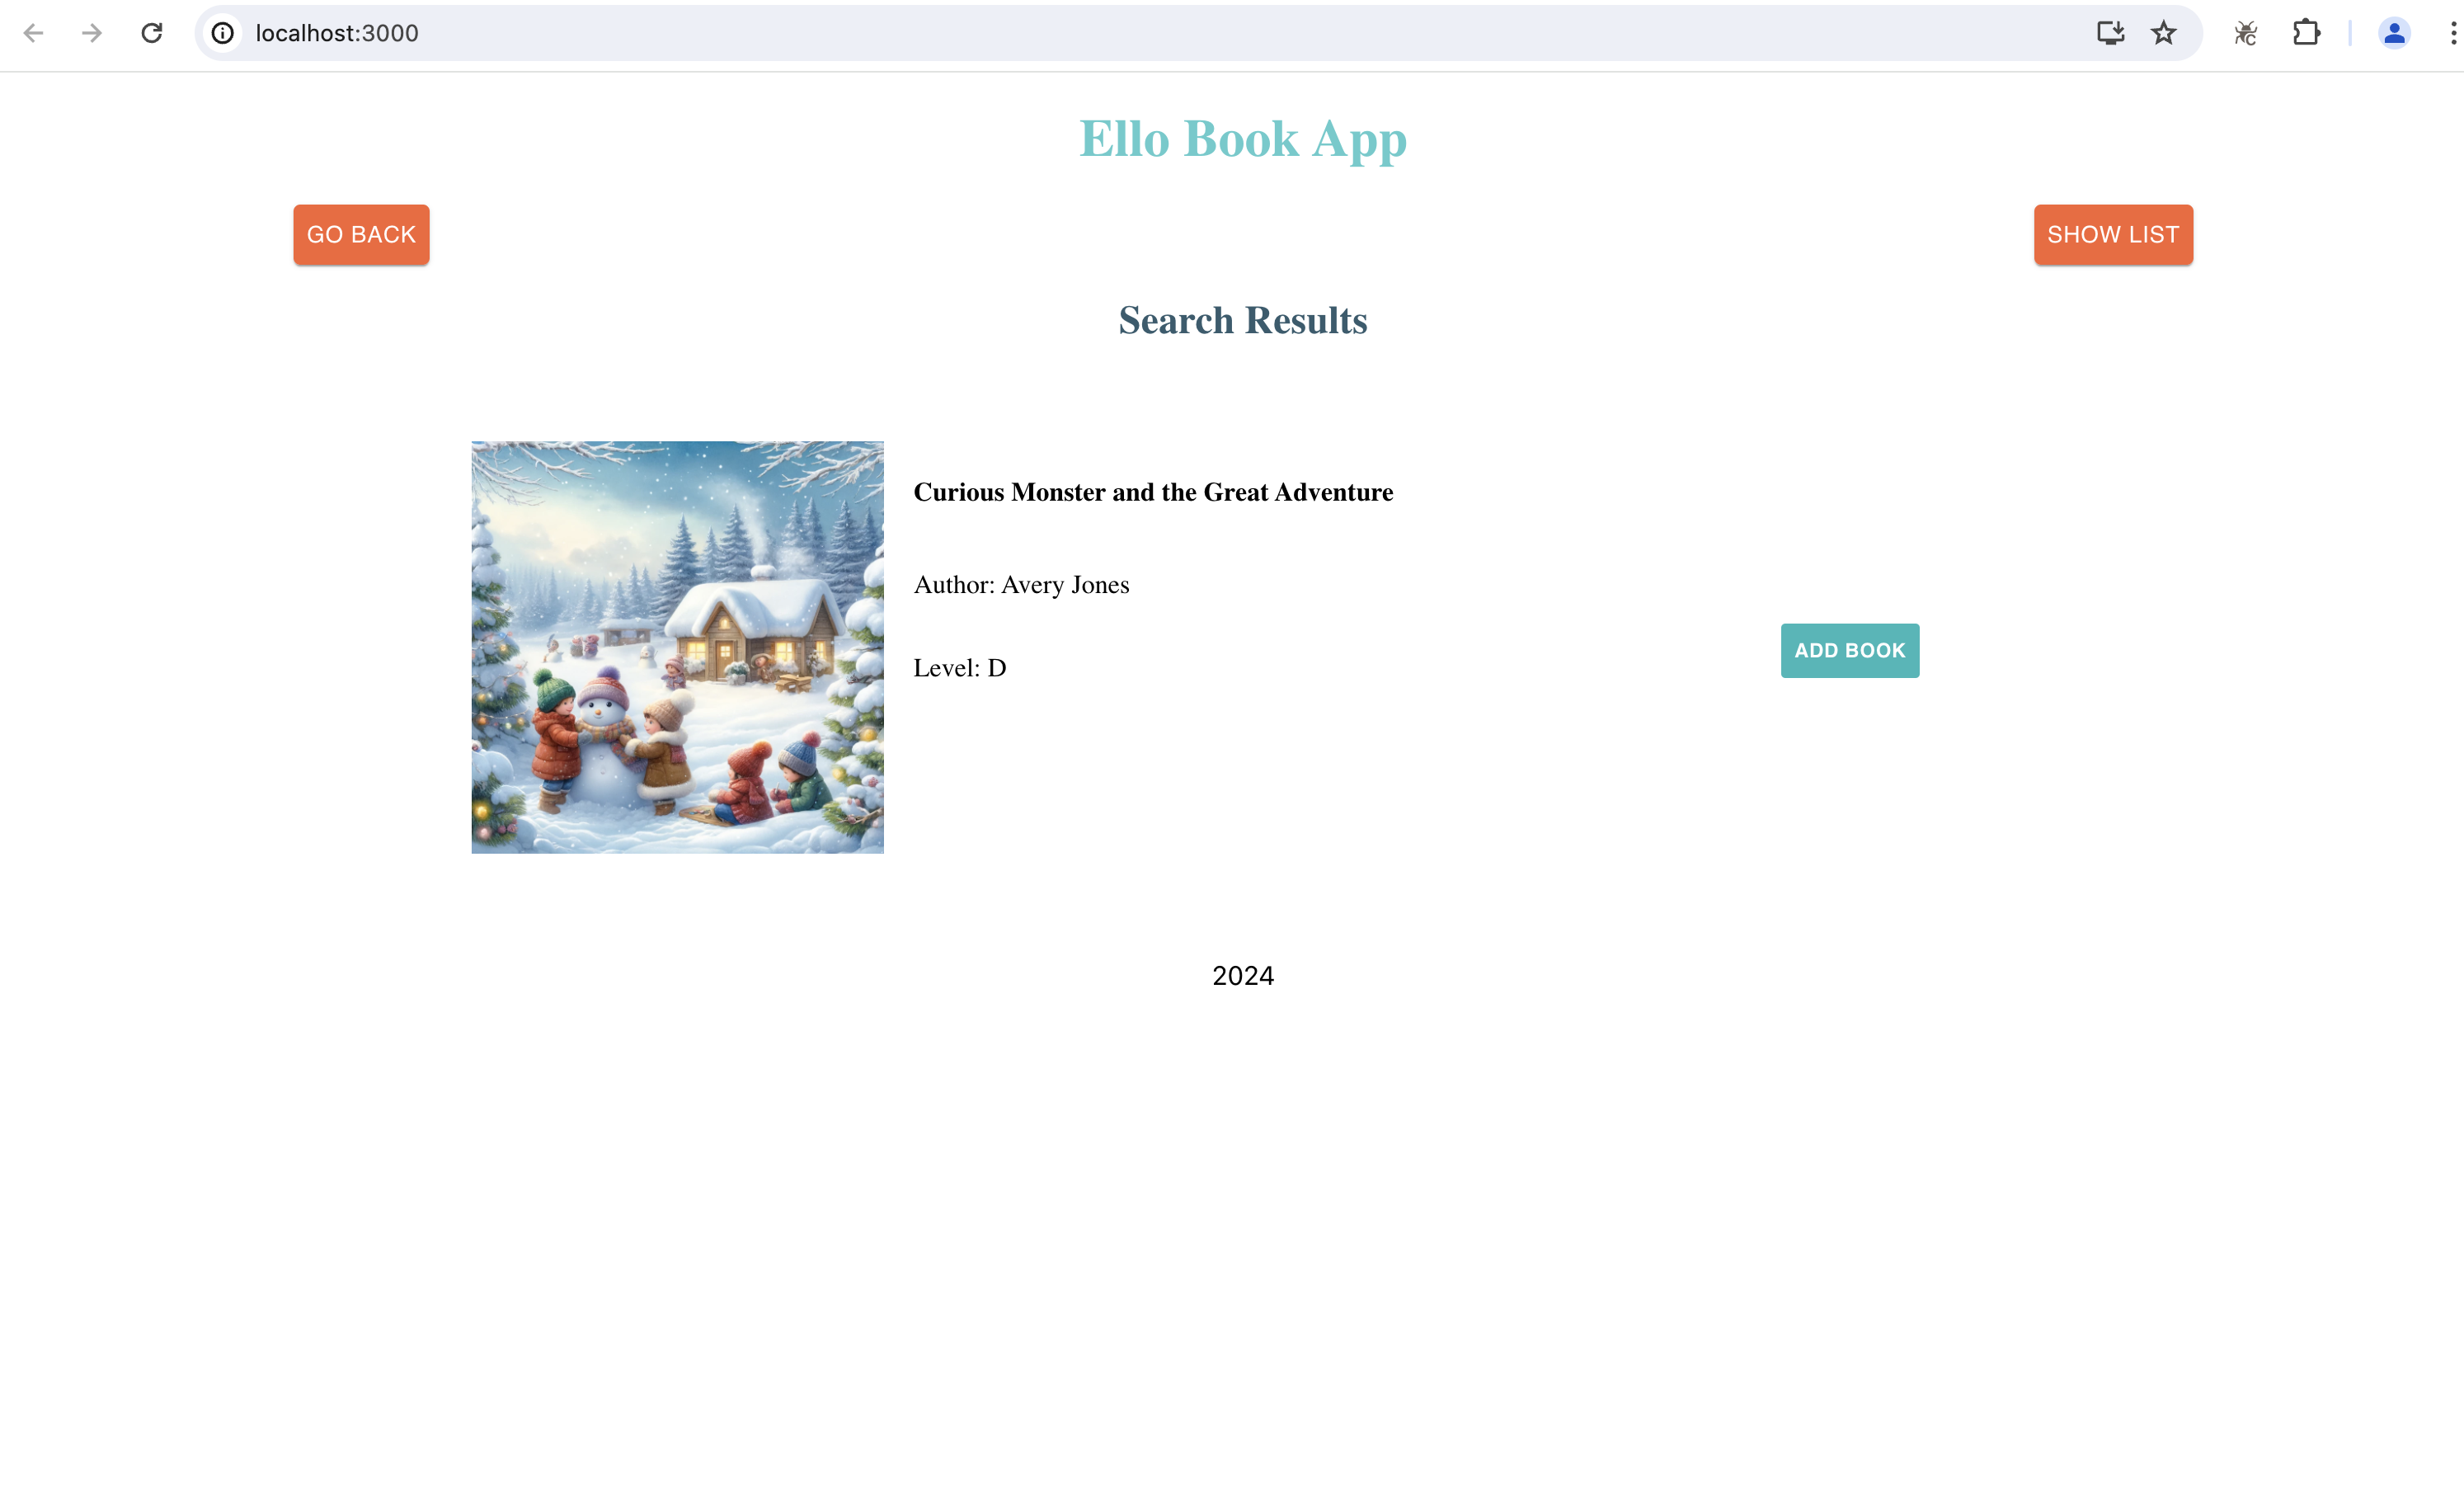 localhost:3000
Ello Book App
GO BACK
SHOW LIST
Search Results
Curious Monster and the Great Adventure
Author: Avery Jones
Level: D
ADD BOOK
2024